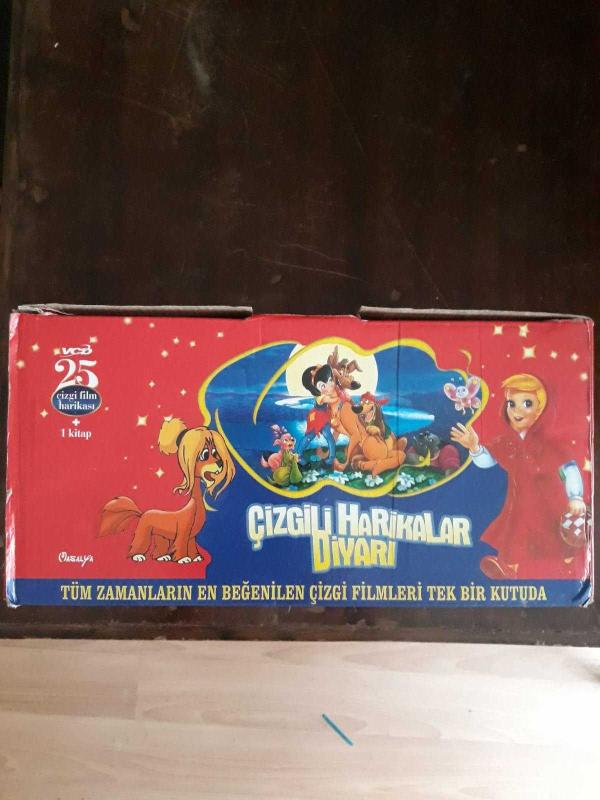 VCD
25
çizgi film
harikası
+
1 kitap
ÇİZGİLİ HARİKALAR
DİYARI
MASALYA
TÜM ZAMANLARIN EN BEĞENİLEN ÇİZGİ FİLMLERİ TEK BİR KUTUDA